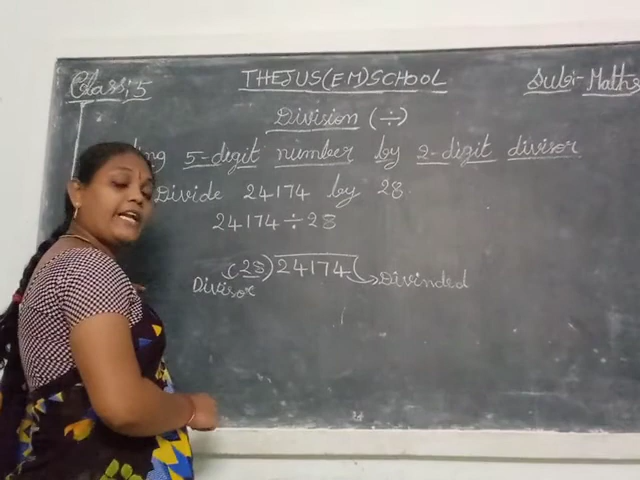 Class; 5 THEJUS(EM)SCHOOL Sub:- Maths
Division (÷)
ing 5-digit number by 2-digit divisor
Divide 24174 by 28
24174÷28
28)24174
Divisor Divinded